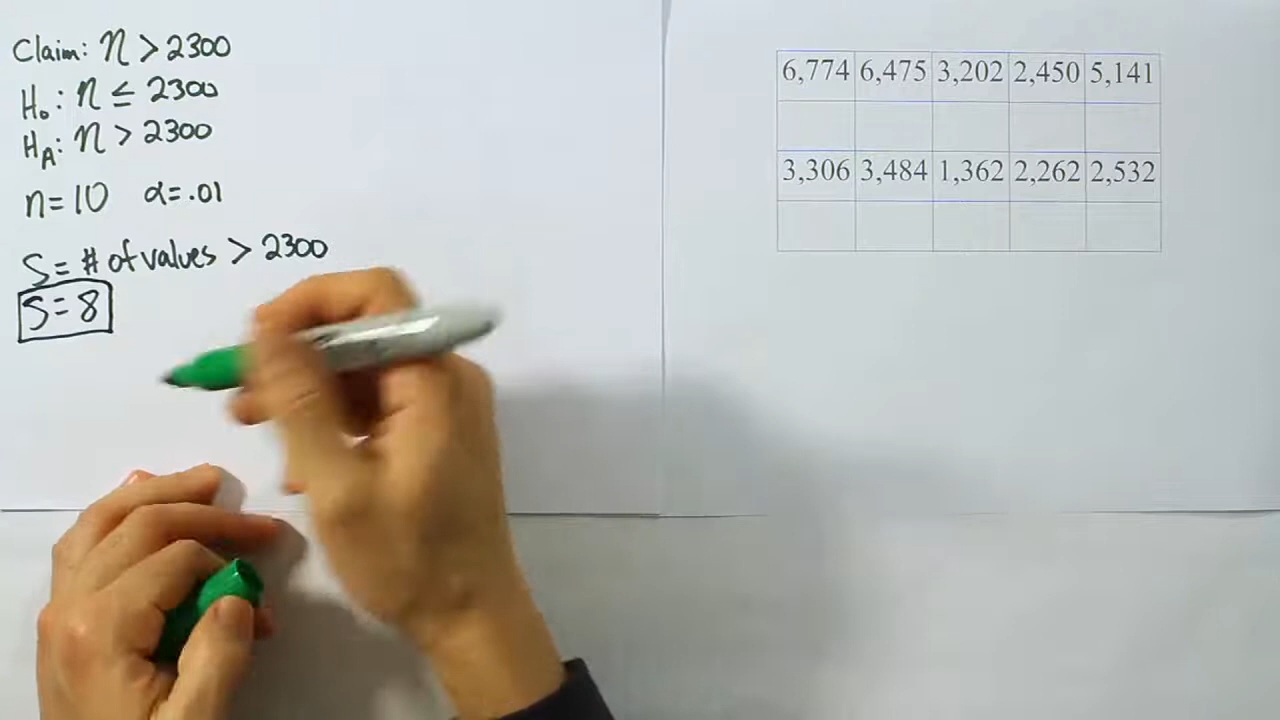 Claim: η > 2300
H₀: η ≤ 2300
Hₐ: η > 2300
n = 10 α = .01
S = # of values > 2300
S = 8
6,774 6,475 3,202 2,450 5,141
3,306 3,484 1,362 2,262 2,532